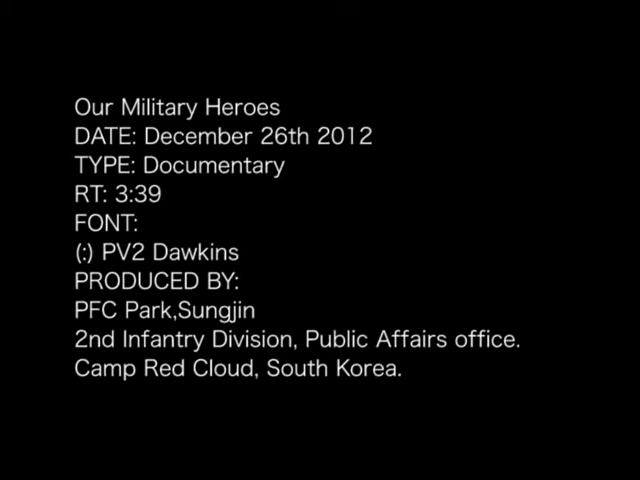 Our Military Heroes
DATE: December 26th 2012
TYPE: Documentary
RT: 3:39
FONT:
(:) PV2 Dawkins
PRODUCED BY:
PFC Park,Sungjin
2nd Infantry Division, Public Affairs office.
Camp Red Cloud, South Korea.